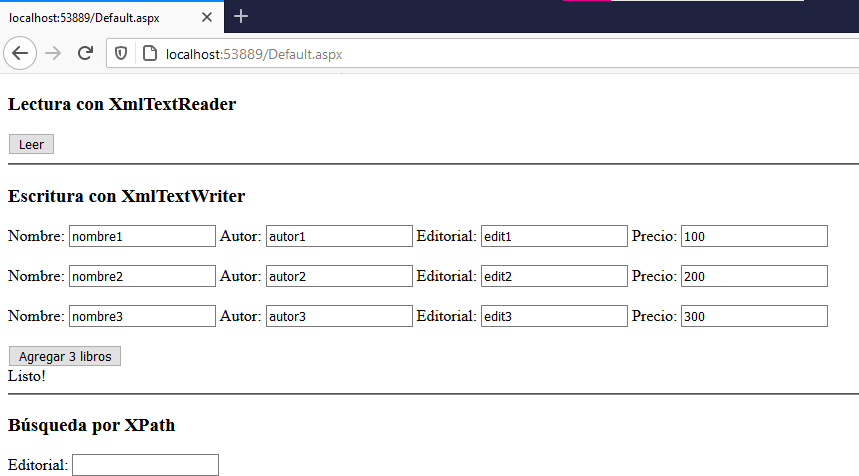 localhost:53889/Default.aspx
localhost:53889/Default.aspx
Lectura con XmlTextReader
Leer
Escritura con XmlTextWriter
Nombre: nombre1 Autor: autor1 Editorial: edit1 Precio: 100
Nombre: nombre2 Autor: autor2 Editorial: edit2 Precio: 200
Nombre: nombre3 Autor: autor3 Editorial: edit3 Precio: 300
Agregar 3 libros
Listo!
Búsqueda por XPath
Editorial: